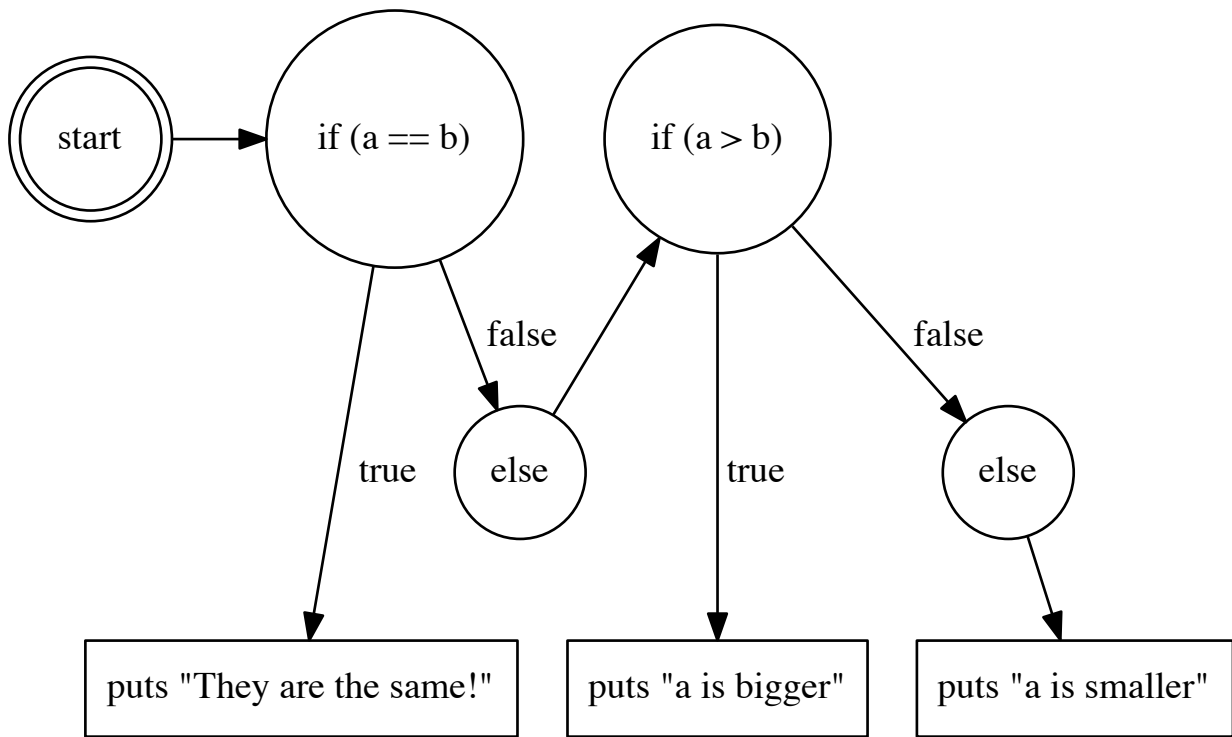 start
if (a == b)
if (a > b)
false
false
true
else
true
else
puts "They are the same!"
puts "a is bigger"
puts "a is smaller"